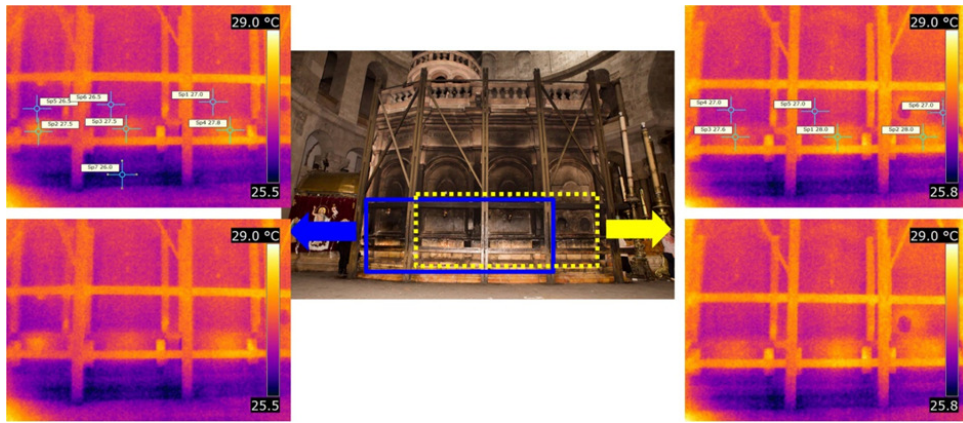 29.0 °C
Sp5 26.5
Sp6 26.5
Sp1 27.0
Sp2 27.5
Sp3 27.5
Sp4 27.8
Sp7 26.0
25.5
29.0 °C
Sp4 27.0
Sp5 27.0
Sp6 27.0
Sp3 27.6
Sp1 28.0
Sp2 28.0
25.8
29.0 °C
25.5
29.0 °C
25.8